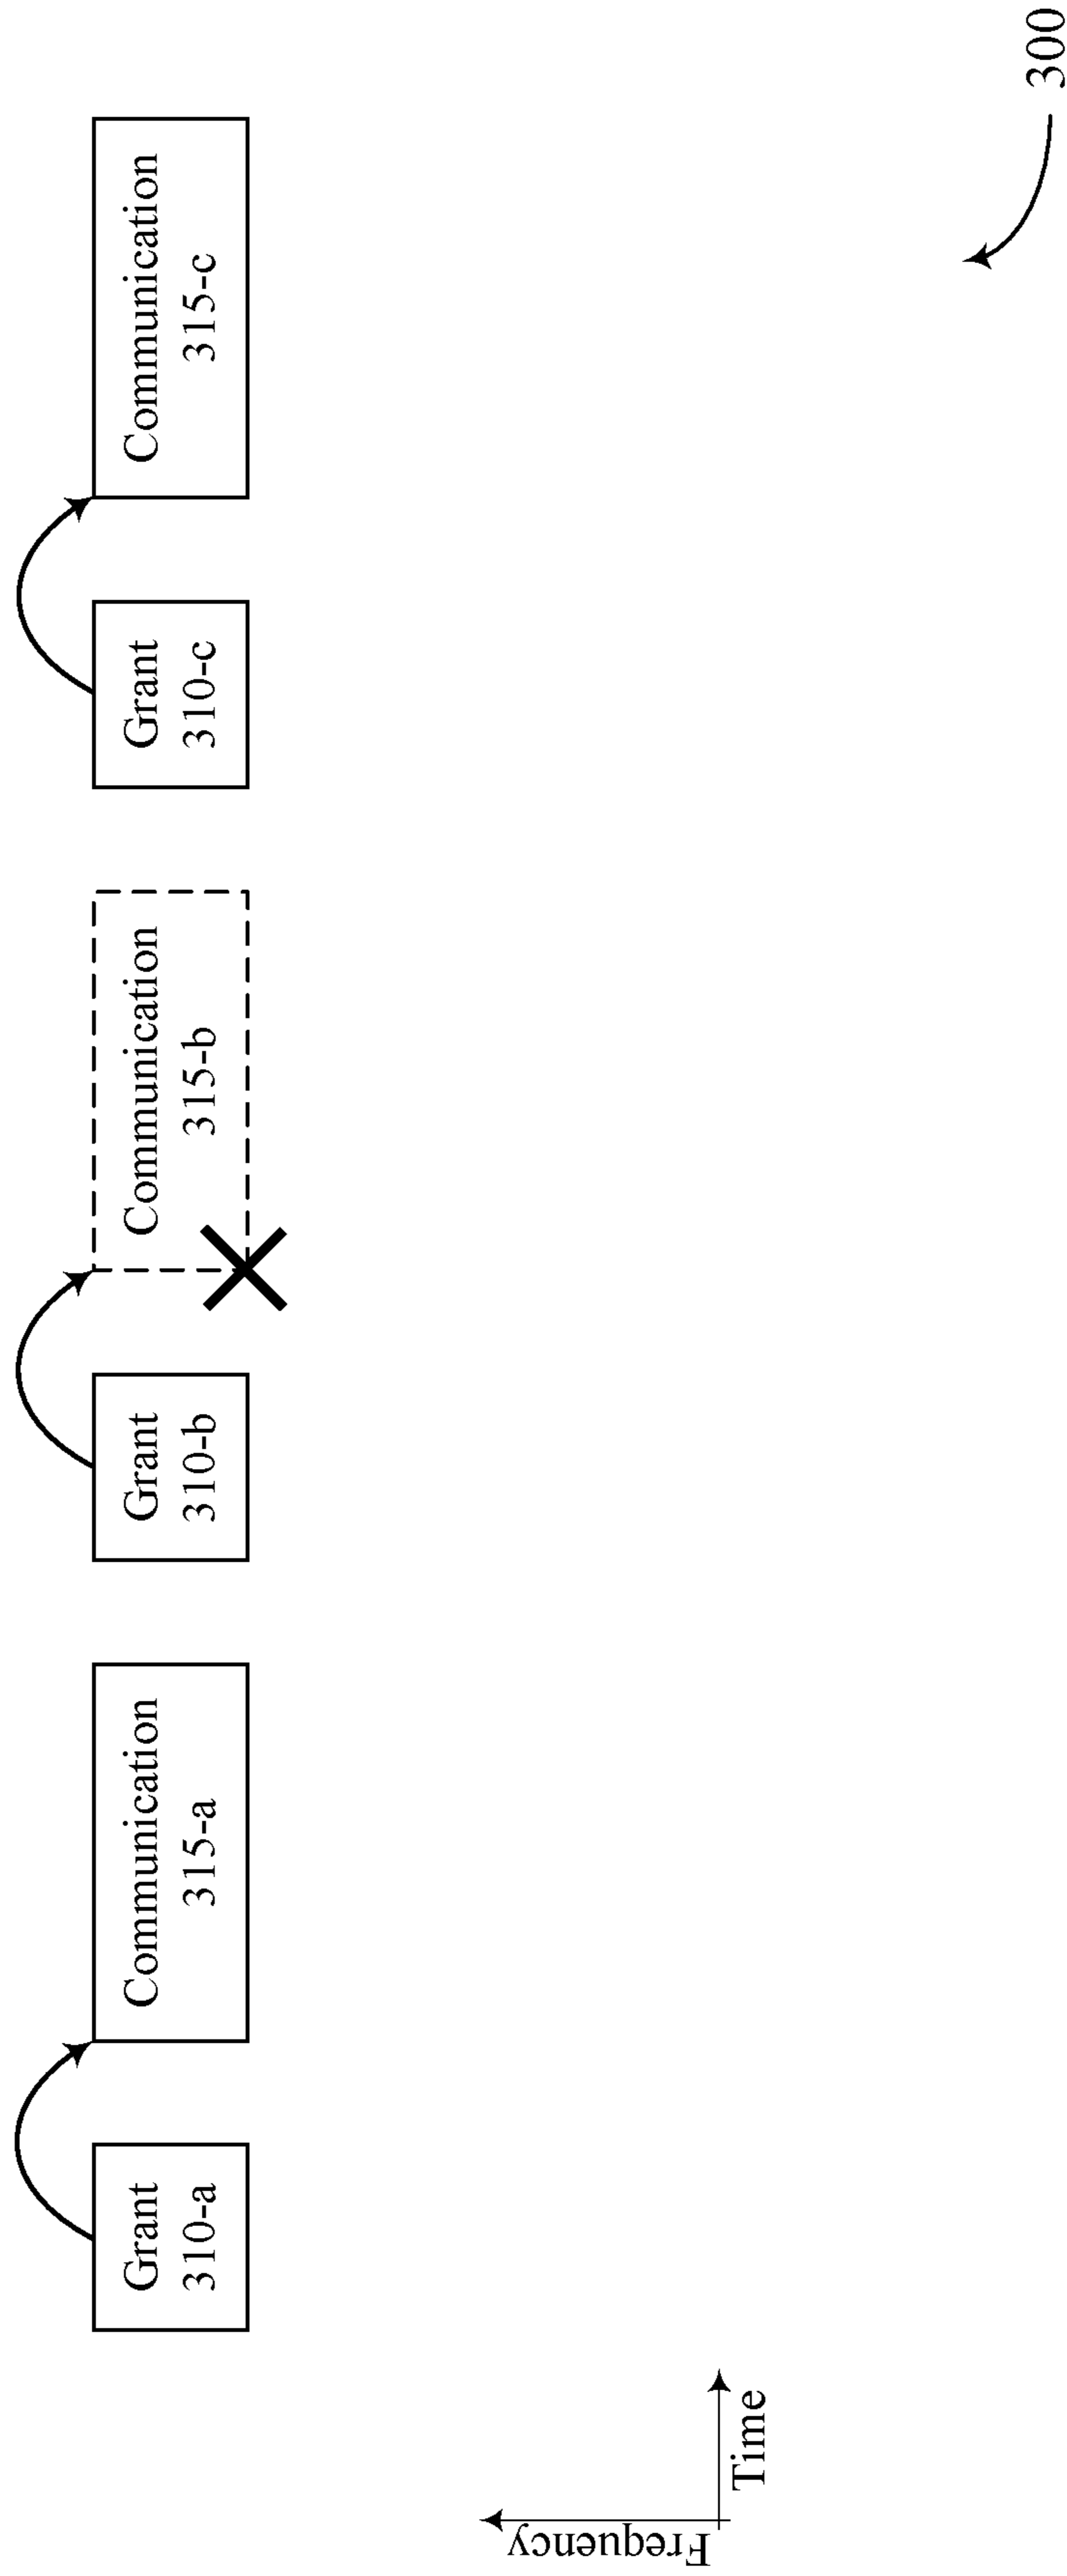 Grant
310-a
Communication
315-a
Grant
310-b
Communication
315-b
Grant
310-c
Communication
315-c
Frequency
Time
300